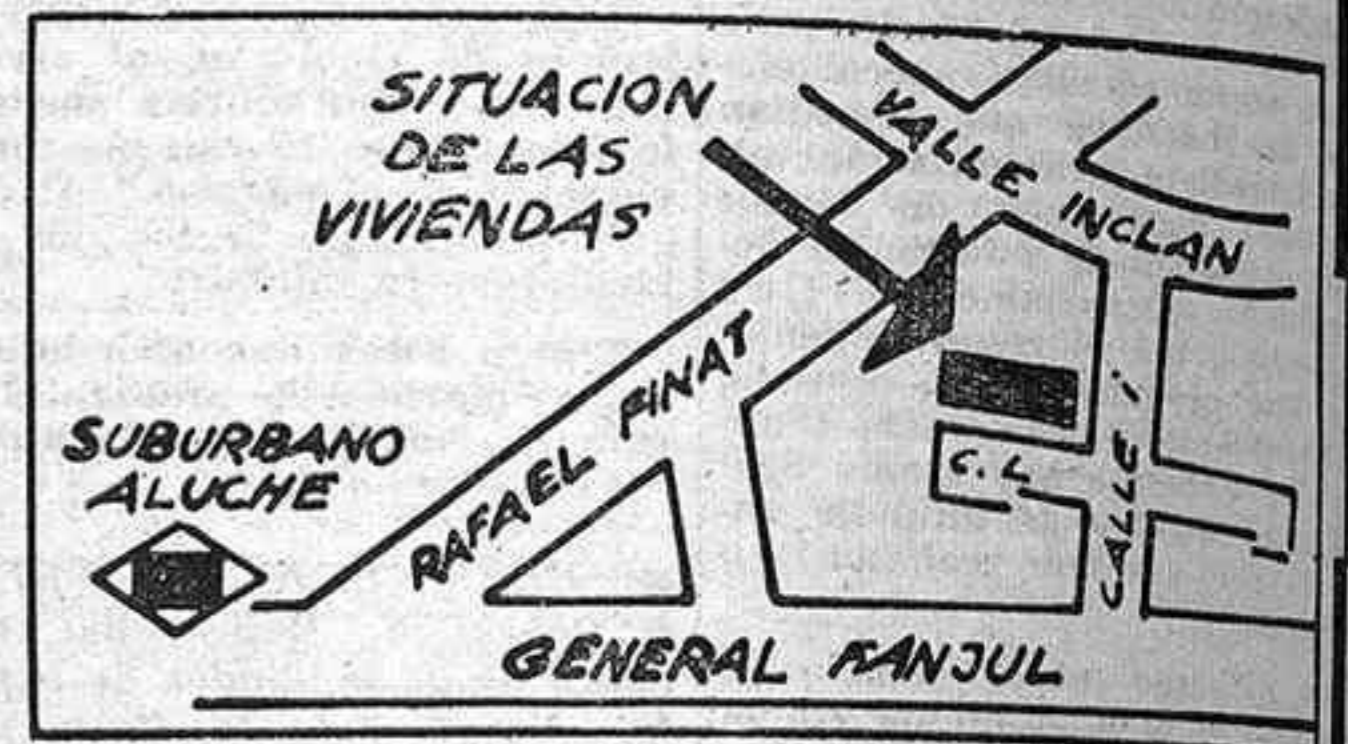 SITUACION
DE LAS
VIVIENDAS
VALLE INCLAN
RAFAEL FINAT
SUBURBANO
ALUCHE
C. L
CALLE i
GENERAL FANJUL